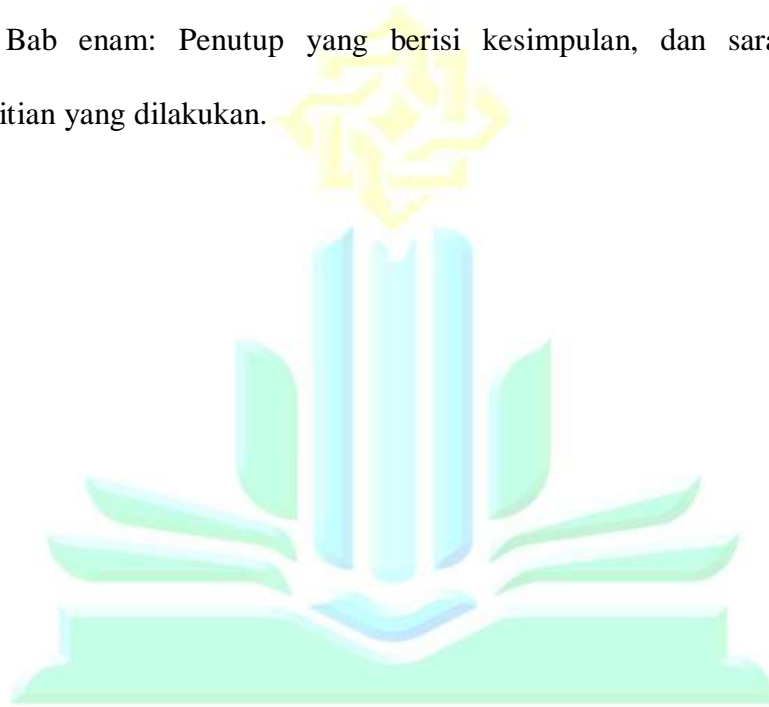 Bab enam: Penutup yang berisi kesimpulan, dan sara
itian yang dilakukan.